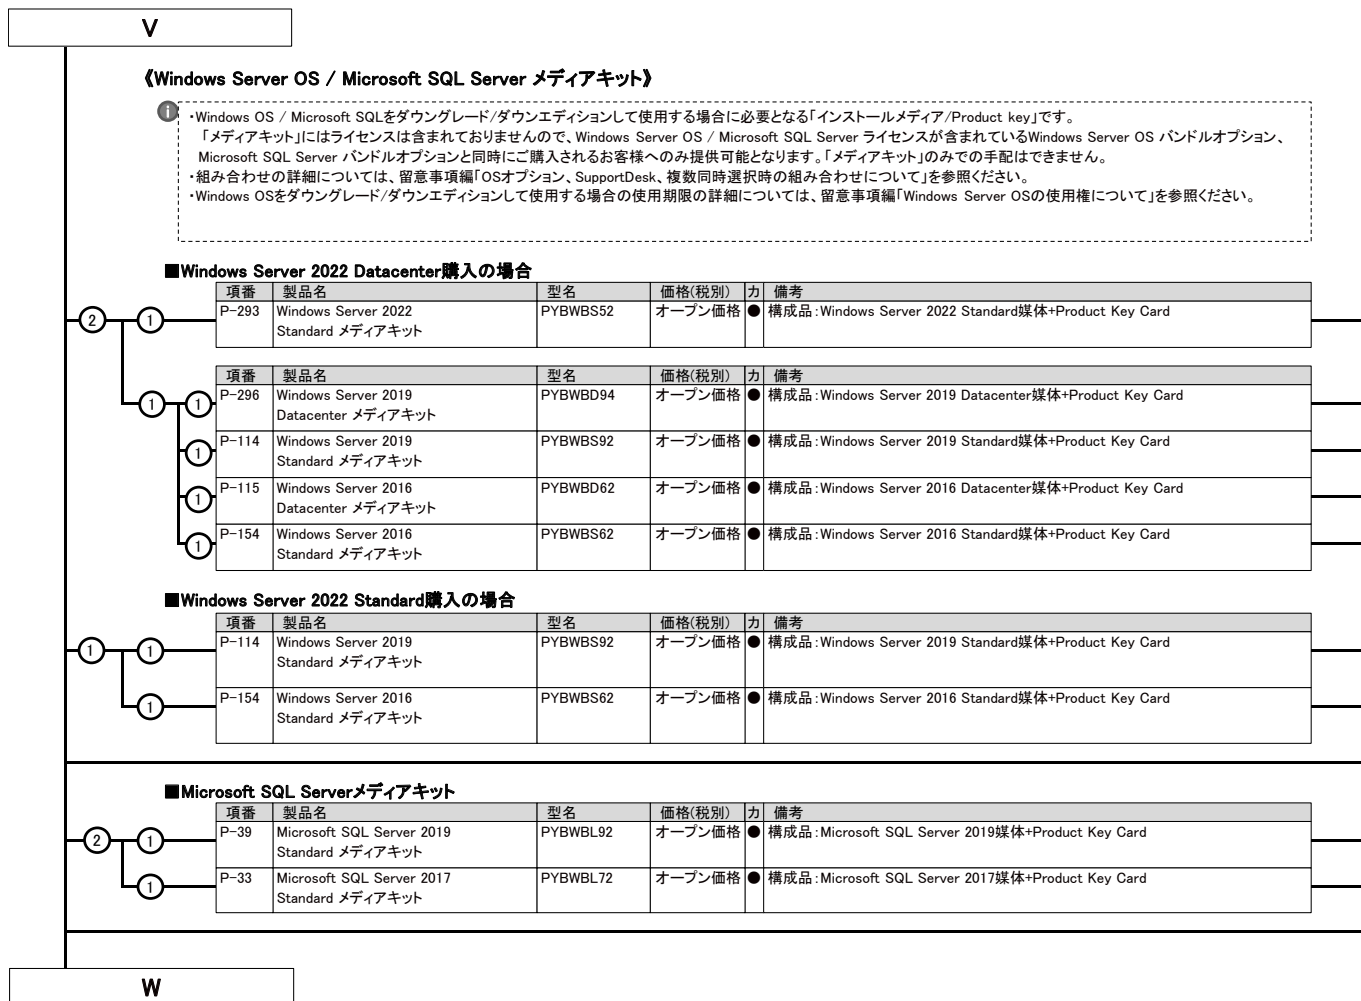 V
《Windows Server OS / Microsoft SQL Server メディアキット》
・Windows OS / Microsoft SQLをダウングレード/ダウンエディションして使用する場合に必要となる「インストールメディア/Product key」です。
「メディアキット」にはライセンスは含まれておりませんので、Windows Server OS / Microsoft SQL Server ライセンスが含まれているWindows Server OS バンドルオプション、
Microsoft SQL Server バンドルオプションと同時にご購入されるお客様へのみ提供可能となります。「メディアキット」のみでの手配はできません。
・組み合わせの詳細については、留意事項編「OSオプション、SupportDesk、複数同時選択時の組み合わせについて」を参照ください。
・Windows OSをダウングレード/ダウンエディションして使用する場合の使用期限の詳細については、留意事項編「Windows Server OSの使用権について」を参照ください。
■Windows Server 2022 Datacenter購入の場合
項番 製品名 型名 価格(税別) カ 備考
2 1 P-293 Windows Server 2022 PYBWBS52 オープン価格 ● 構成品:Windows Server 2022 Standard媒体+Product Key Card
Standard メディアキット
項番 製品名 型名 価格(税別) カ 備考
1 1 P-296 Windows Server 2019 PYBWBD94 オープン価格 ● 構成品:Windows Server 2019 Datacenter媒体+Product Key Card
Datacenter メディアキット
1 P-114 Windows Server 2019 PYBWBS92 オープン価格 ● 構成品:Windows Server 2019 Standard媒体+Product Key Card
Standard メディアキット
1 P-115 Windows Server 2016 PYBWBD62 オープン価格 ● 構成品:Windows Server 2016 Datacenter媒体+Product Key Card
Datacenter メディアキット
1 P-154 Windows Server 2016 PYBWBS62 オープン価格 ● 構成品:Windows Server 2016 Standard媒体+Product Key Card
Standard メディアキット
■Windows Server 2022 Standard購入の場合
項番 製品名 型名 価格(税別) カ 備考
1 1 P-114 Windows Server 2019 PYBWBS92 オープン価格 ● 構成品:Windows Server 2019 Standard媒体+Product Key Card
Standard メディアキット
1 P-154 Windows Server 2016 PYBWBS62 オープン価格 ● 構成品:Windows Server 2016 Standard媒体+Product Key Card
Standard メディアキット
■Microsoft SQL Serverメディアキット
項番 製品名 型名 価格(税別) カ 備考
2 1 P-39 Microsoft SQL Server 2019 PYBWBL92 オープン価格 ● 構成品:Microsoft SQL Server 2019媒体+Product Key Card
Standard メディアキット
1 P-33 Microsoft SQL Server 2017 PYBWBL72 オープン価格 ● 構成品:Microsoft SQL Server 2017媒体+Product Key Card
Standard メディアキット
W